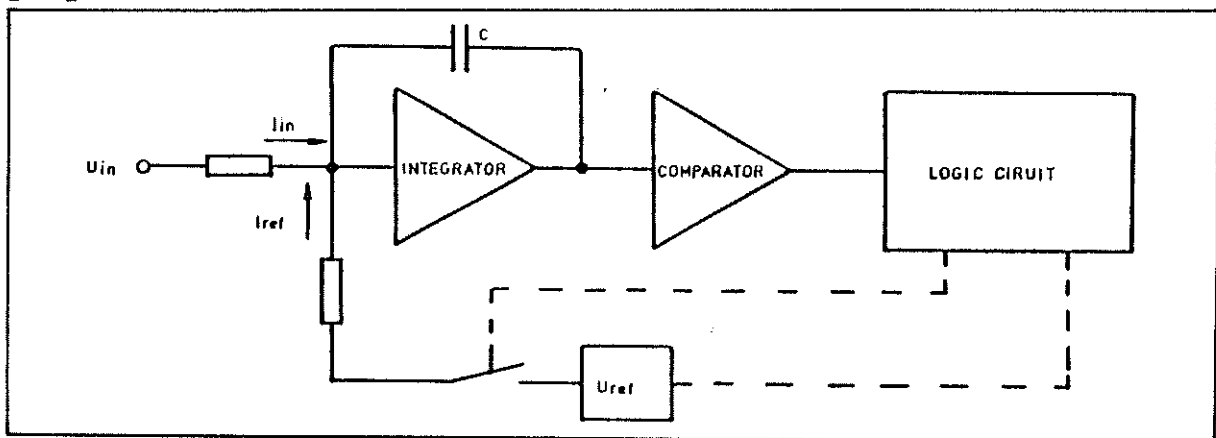 C
Iin
Uin
INTEGRATOR
COMPARATOR
LOGIC CIRUIT
Iref
Uref